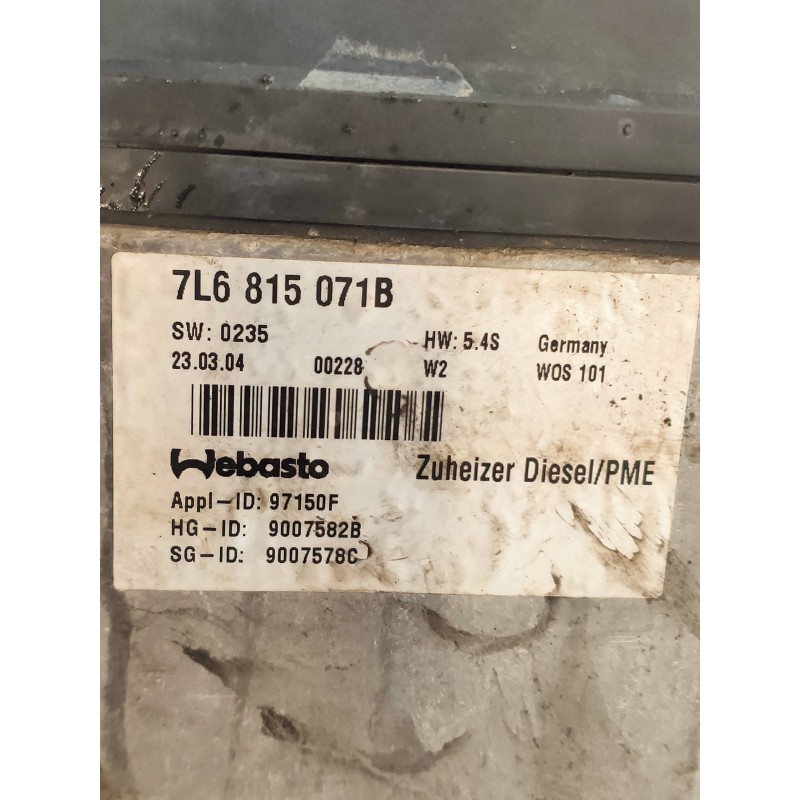 7L6 815 071B
SW: 0235 HW: 5.4S Germany
23.03.04 00228 W2 WOS 101
Webasto Zuheizer Diesel/PME
Appl-ID: 97150F
HG-ID: 9007582B
SG-ID: 9007578C